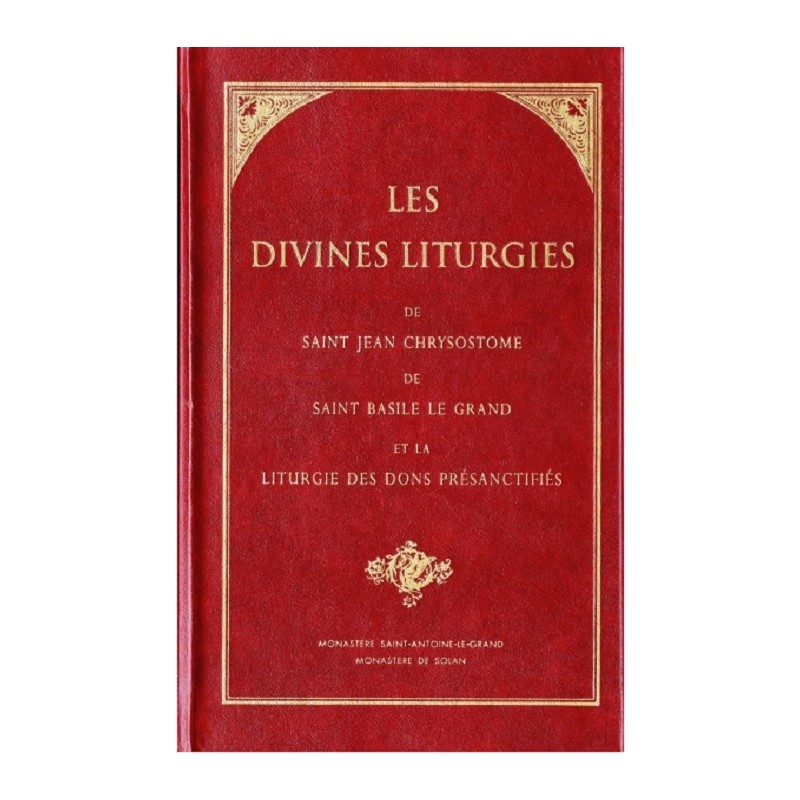 LES
DIVINES LITURGIES
DE
SAINT JEAN CHRYSOSTOME
DE
SAINT BASILE LE GRAND
ET LA
LITURGIE DES DONS PRÉSANCTIFIÉS
MONASTÈRE SAINT-ANTOINE-LE-GRAND
MONASTÈRE DE SOLAN